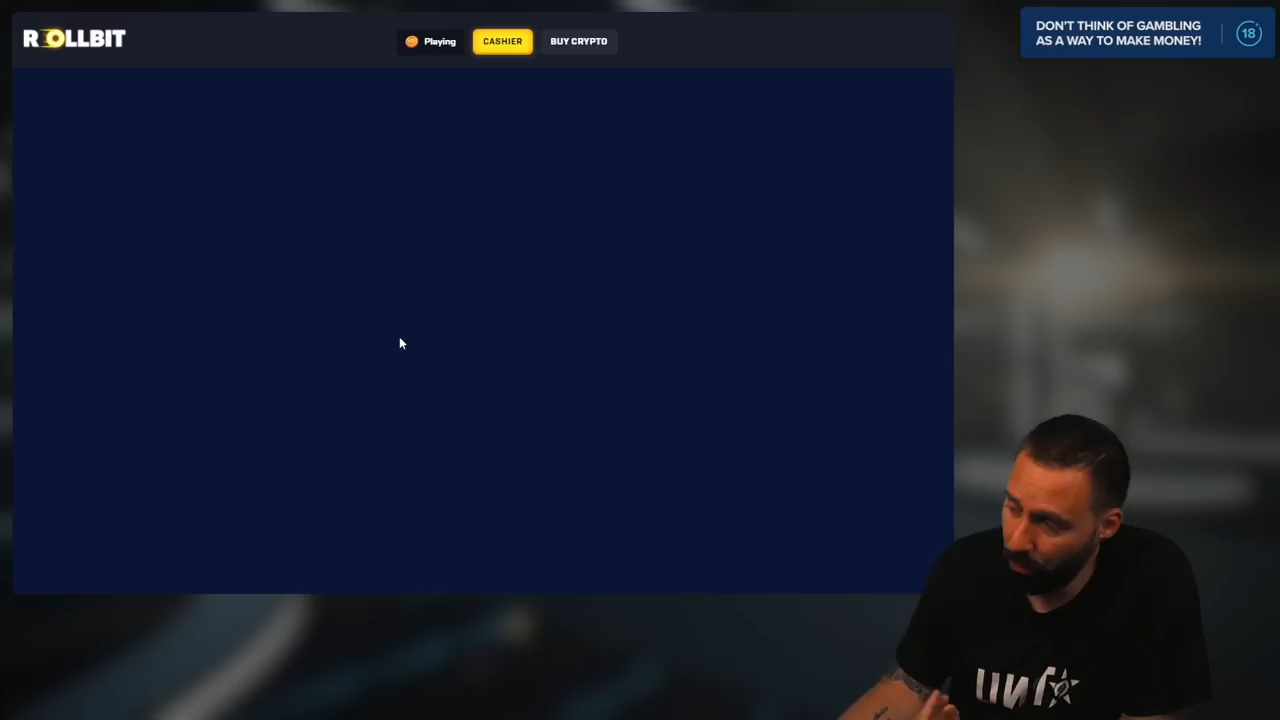 ROLLBIT
Playing
CASHIER
BUY CRYPTO
DON'T THINK OF GAMBLING
AS A WAY TO MAKE MONEY!
18+